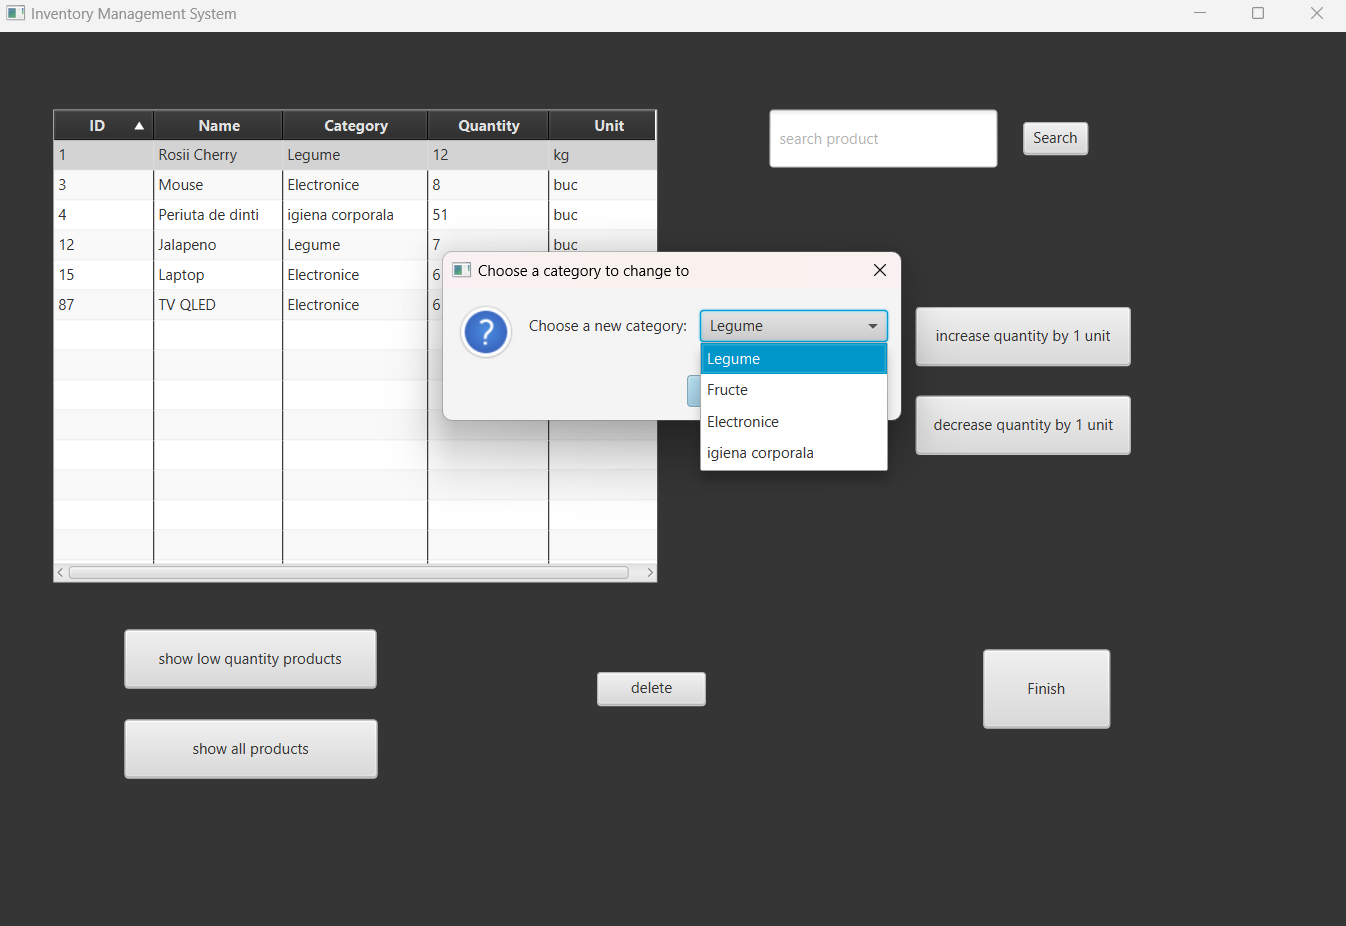 Inventory Management System
ID Name Category Quantity Unit
1 Rosii Cherry Legume 12 kg
3 Mouse Electronice 8 buc
4 Periuta de dinti igiena corporala 51 buc
12 Jalapeno Legume 7 buc
15 Laptop Electronice 6
87 TV QLED Electronice 6
search product
Search
Choose a category to change to
?
Choose a new category: Legume
Legume
Fructe
Electronice
igiena corporala
increase quantity by 1 unit
decrease quantity by 1 unit
show low quantity products
show all products
delete
Finish